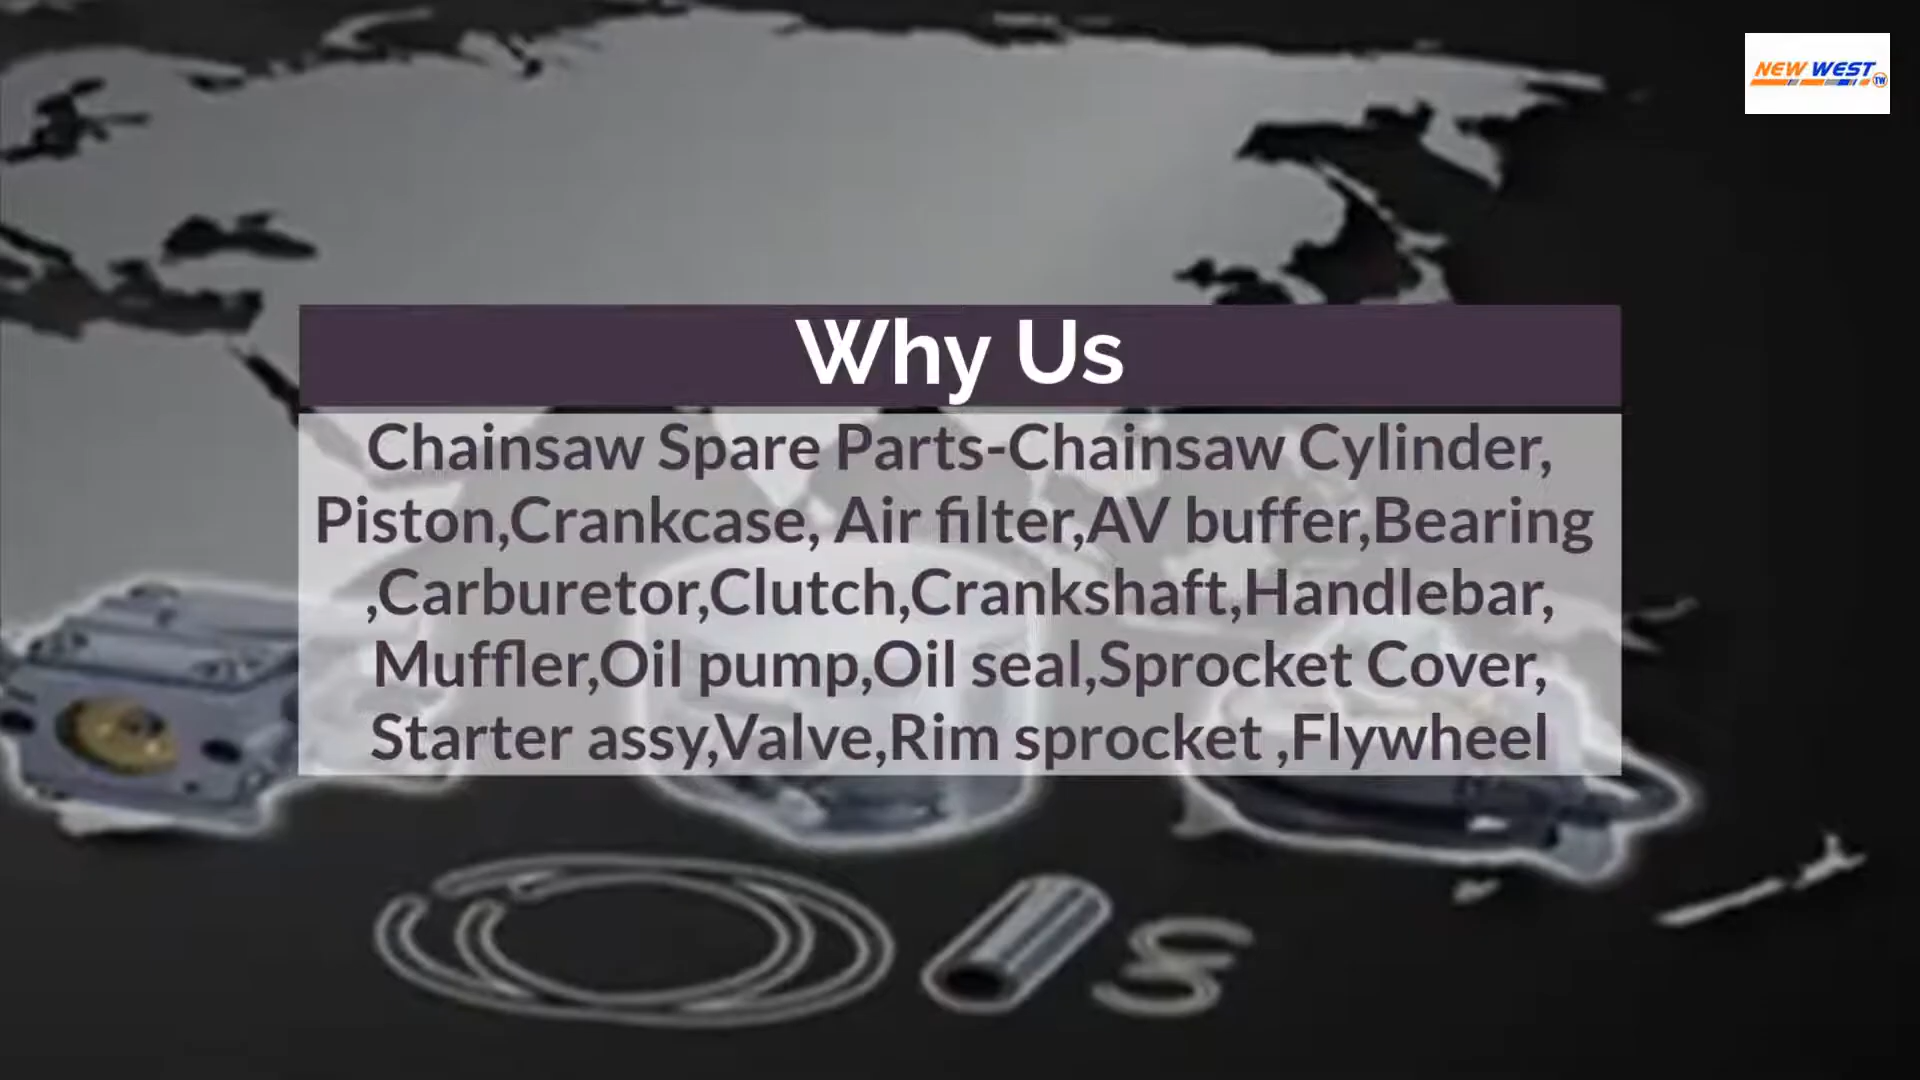 NEW WEST
TW
Why Us
Chainsaw Spare Parts-Chainsaw Cylinder,
Piston,Crankcase, Air filter,AV buffer,Bearing
,Carburetor,Clutch,Crankshaft,Handlebar,
Muffler,Oil pump,Oil seal,Sprocket Cover,
Starter assy,Valve,Rim sprocket ,Flywheel